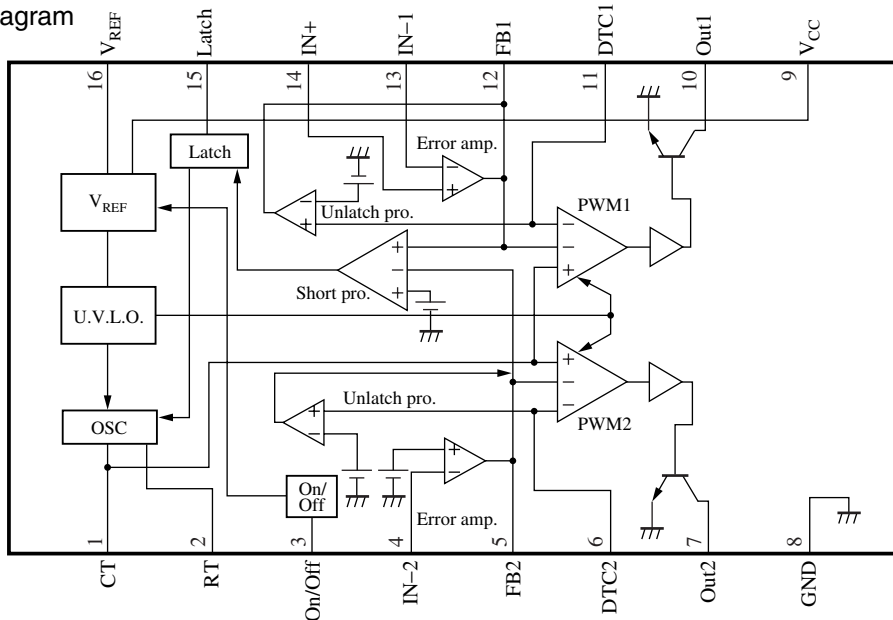 agram
VREF
Latch
IN+
IN−1
FB1
DTC1
Out1
VCC
16
15
14
13
12
11
10
9
Latch
Error amp.
−
+
VREF
−
+
Unlatch pro.
PWM1
−
−
+
+
−
+
Short pro.
U.V.L.O.
+
−
−
PWM2
Unlatch pro.
+
−
OSC
+
−
On/
Off
Error amp.
1
2
3
4
5
6
7
8
CT
RT
On/Off
IN−2
FB2
DTC2
Out2
GND